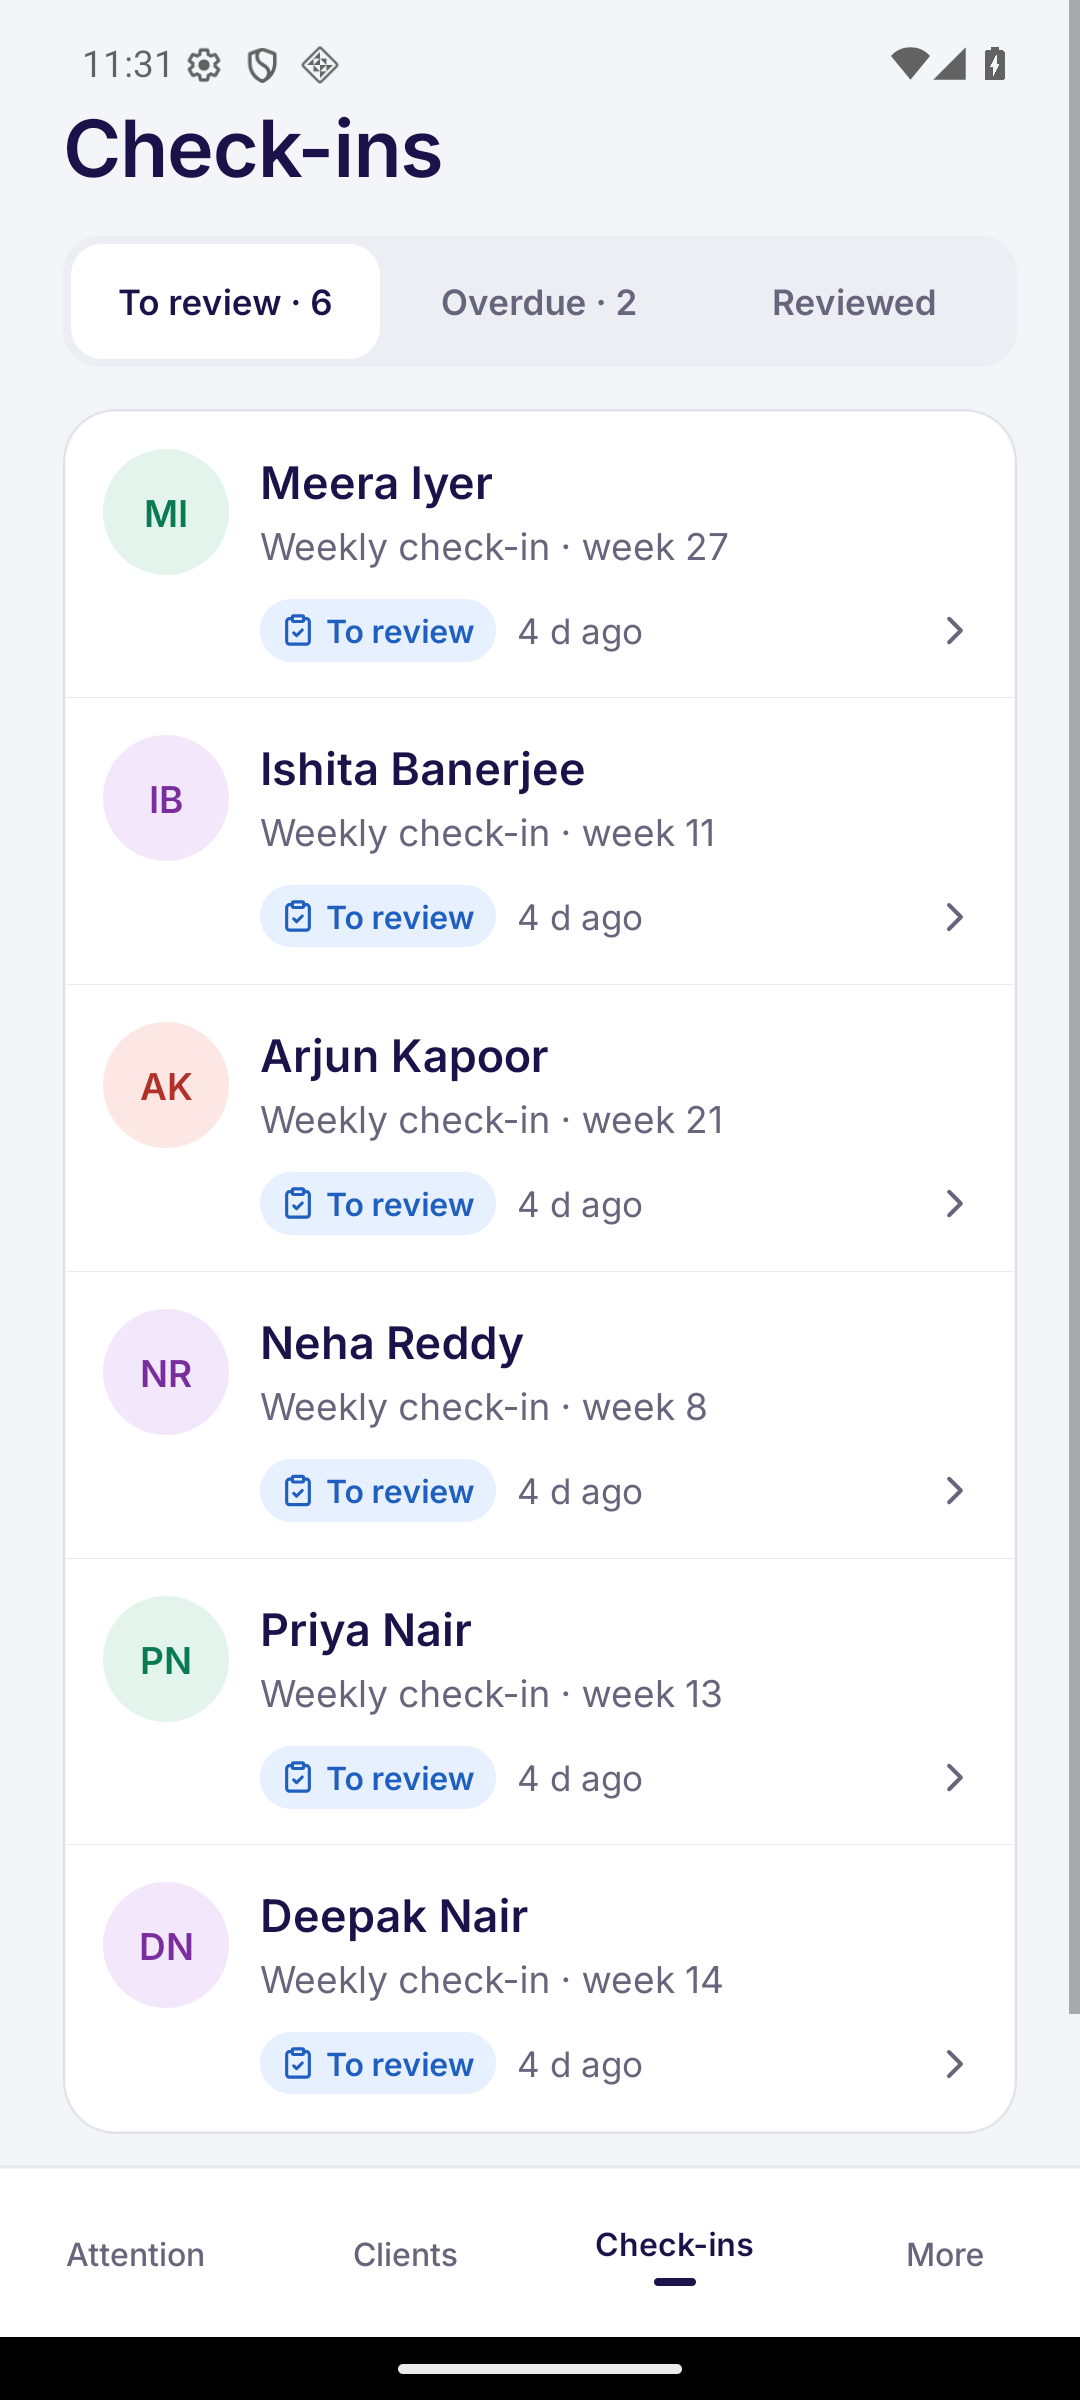 11:31
Check-ins
To review · 6
Overdue · 2
Reviewed
MI
Meera Iyer
Weekly check-in · week 27
To review 4 d ago
IB
Ishita Banerjee
Weekly check-in · week 11
To review 4 d ago
AK
Arjun Kapoor
Weekly check-in · week 21
To review 4 d ago
NR
Neha Reddy
Weekly check-in · week 8
To review 4 d ago
PN
Priya Nair
Weekly check-in · week 13
To review 4 d ago
DN
Deepak Nair
Weekly check-in · week 14
To review 4 d ago
Attention
Clients
Check-ins
More